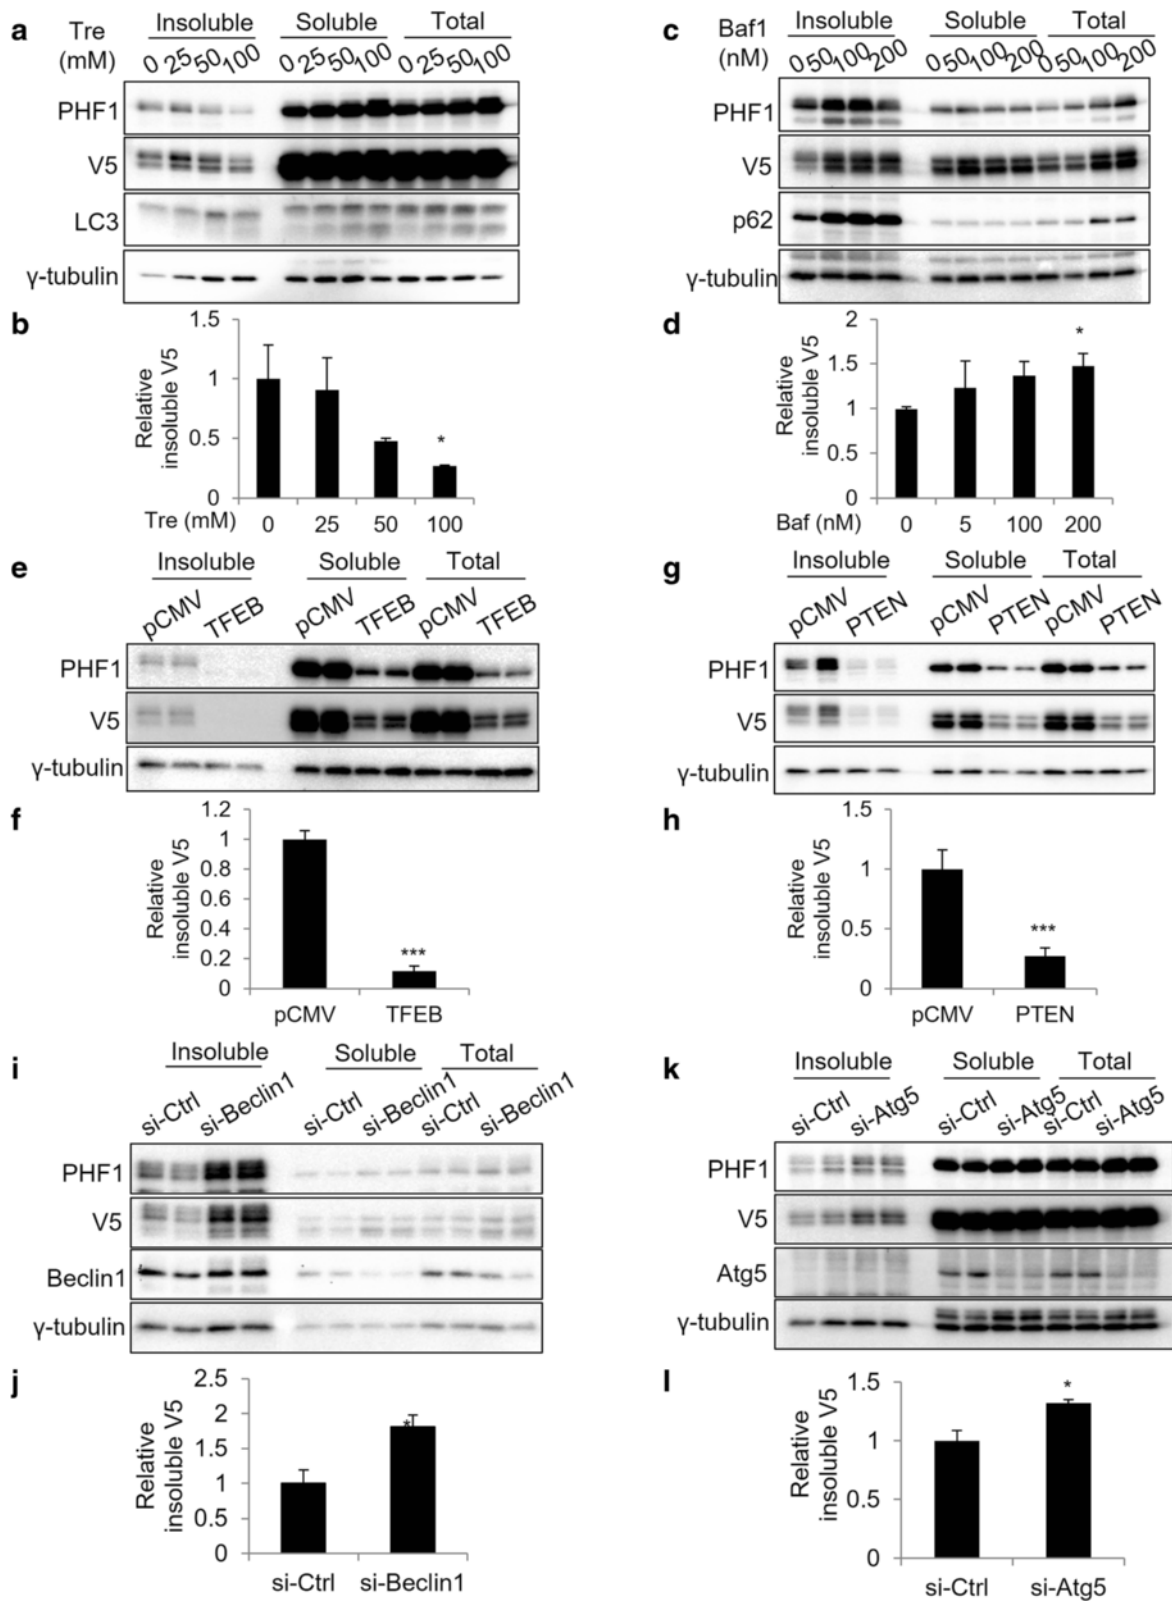 a
Tre
(mM)
Insoluble Soluble Total
0 25 50 100 0 25 50 100 0 25 50 100
PHF1
V5
LC3
γ-tubulin
c
Baf1
(nM)
Insoluble Soluble Total
0 50 100 200 0 50 100 200 0 50 100 200
PHF1
V5
p62
γ-tubulin
b
Relative
insoluble V5
1.5
1
0.5
0
Tre (mM) 0 25 50 100
*
d
Relative
insoluble V5
2
1.5
1
0.5
0
Baf (nM) 0 5 100 200
*
e
Insoluble Soluble Total
pCMV TFEB pCMV TFEB pCMV TFEB
PHF1
V5
γ-tubulin
g
Insoluble Soluble Total
pCMV PTEN pCMV PTEN pCMV PTEN
PHF1
V5
γ-tubulin
f
Relative
insoluble V5
1.2
1
0.8
0.6
0.4
0.2
0
***
pCMV TFEB
h
Relative
insoluble V5
1.5
1
0.5
0
***
pCMV PTEN
i
Insoluble Soluble Total
si-Ctrl si-Beclin1 si-Ctrl si-Beclin1 si-Ctrl si-Beclin1
PHF1
V5
Beclin1
γ-tubulin
k
Insoluble Soluble Total
si-Ctrl si-Atg5 si-Ctrl si-Atg5 si-Ctrl si-Atg5
PHF1
V5
Atg5
γ-tubulin
j
Relative
insoluble V5
2.5
2
1.5
1
0.5
0
*
si-Ctrl si-Beclin1
l
Relative
insoluble V5
1.5
1
0.5
0
*
si-Ctrl si-Atg5